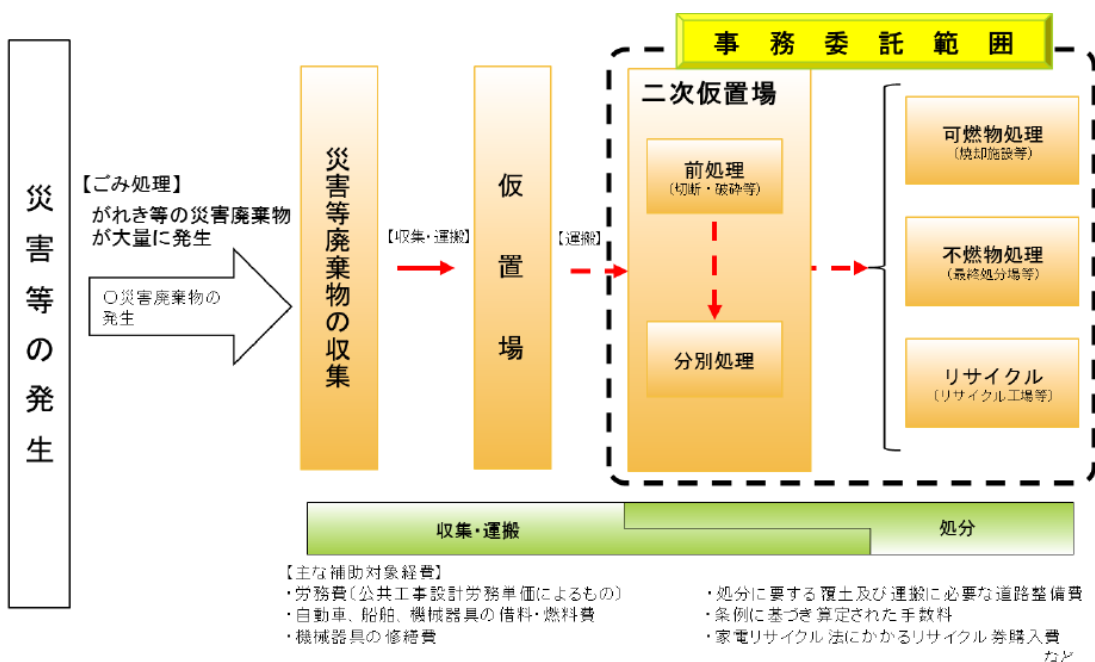 事務委託範囲
災害等の発生
【ごみ処理】
がれき等の災害廃棄物
が大量に発生
〇災害廃棄物の
発生
災害等廃棄物の収集
【収集・運搬】
仮置場
【運搬】
二次仮置場
前処理
(切断・破砕等)
分別処理
可燃物処理
(焼却施設等)
不燃物処理
(最終処分場等)
リサイクル
(リサイクル工場等)
収集・運搬
処分
【主な補助対象経費】
・労務費(公共工事設計労務単価によるもの)
・自動車、船舶、機械器具の借料・燃料費
・機械器具の修繕費
・処分に要する覆土及び運搬に必要な道路整備費
・条例に基づき算定された手数料
・家電リサイクル法にかかるリサイクル券購入費
など